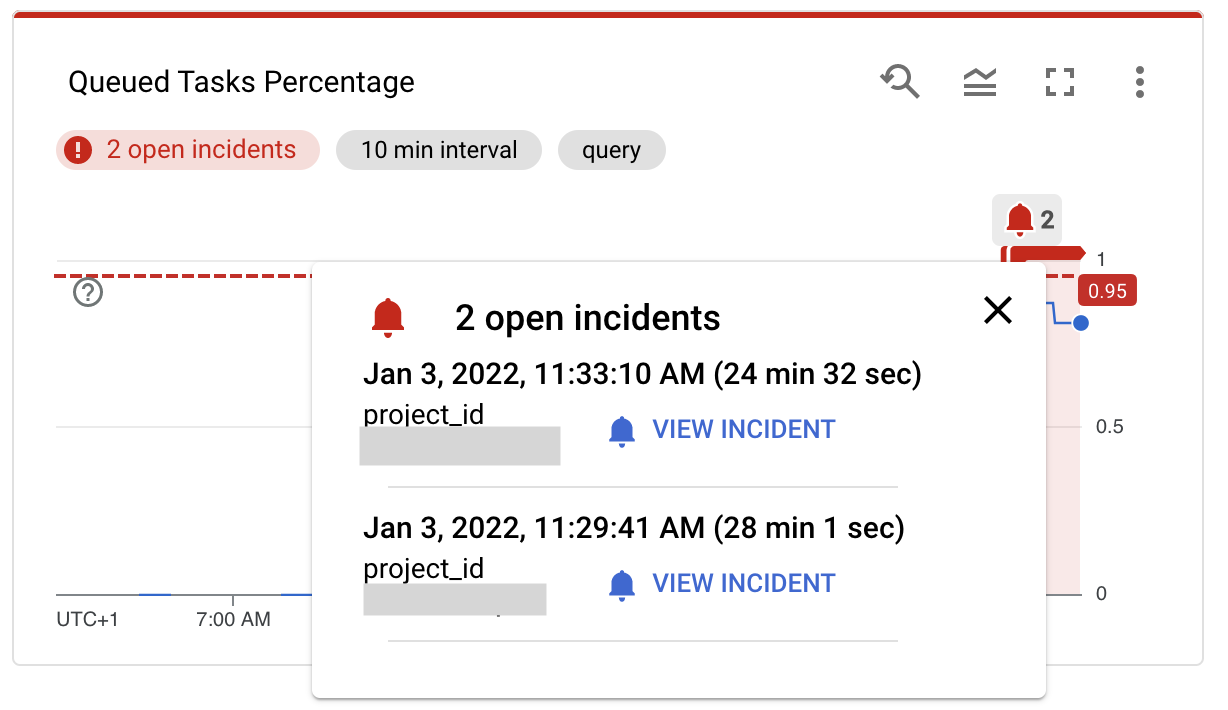 Queued Tasks Percentage
2 open incidents
10 min interval
query
2
1
0.95
2 open incidents
Jan 3, 2022, 11:33:10 AM (24 min 32 sec)
project_id
VIEW INCIDENT
0.5
Jan 3, 2022, 11:29:41 AM (28 min 1 sec)
project_id
VIEW INCIDENT
0
UTC+1
7:00 AM